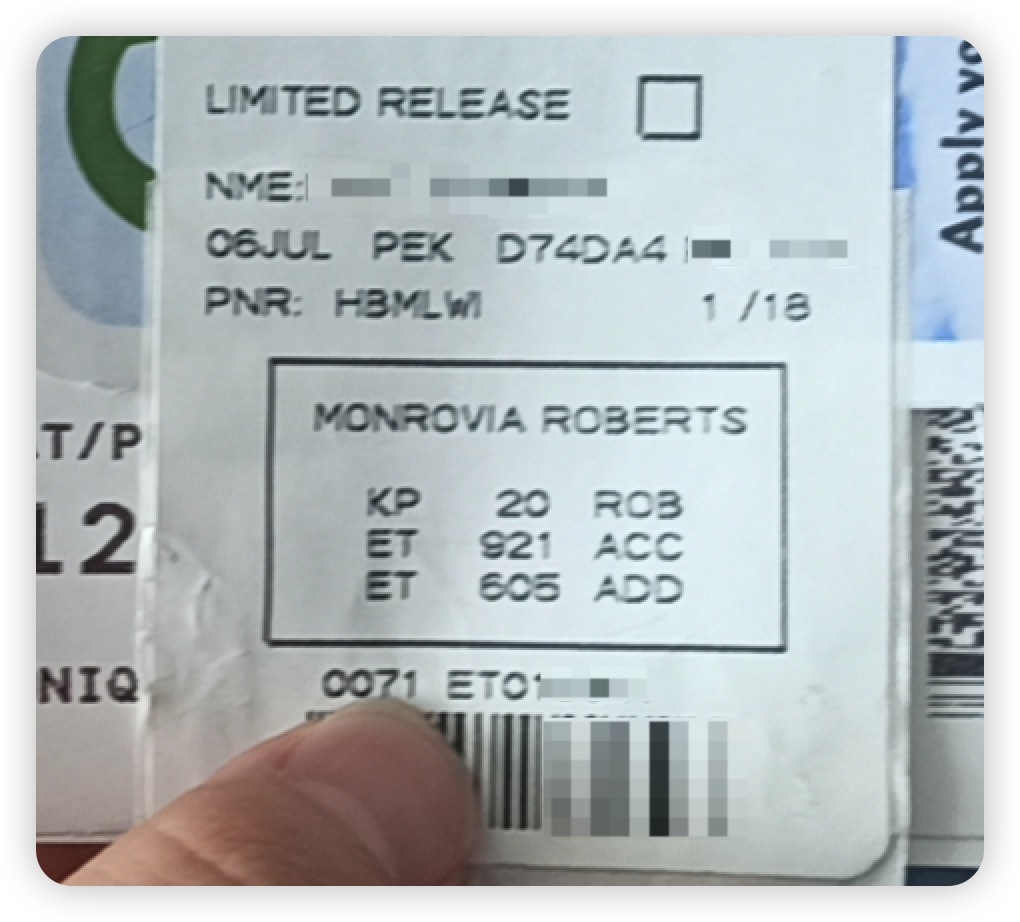 LIMITED RELEASE
NME:
06JUL PEK D74DA4
PNR: HBMLWI 1 /18
MONROVIA ROBERTS
KP 20 ROB
ET 921 ACC
ET 605 ADD
0071 ET01
Apply yo
T/P
12
NIQ